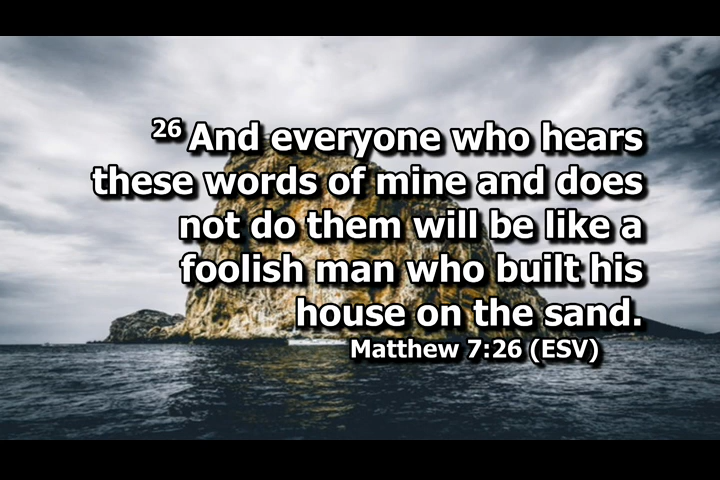 26 And everyone who hears
these words of mine and does
not do them will be like a
foolish man who built his
house on the sand.
Matthew 7:26 (ESV)